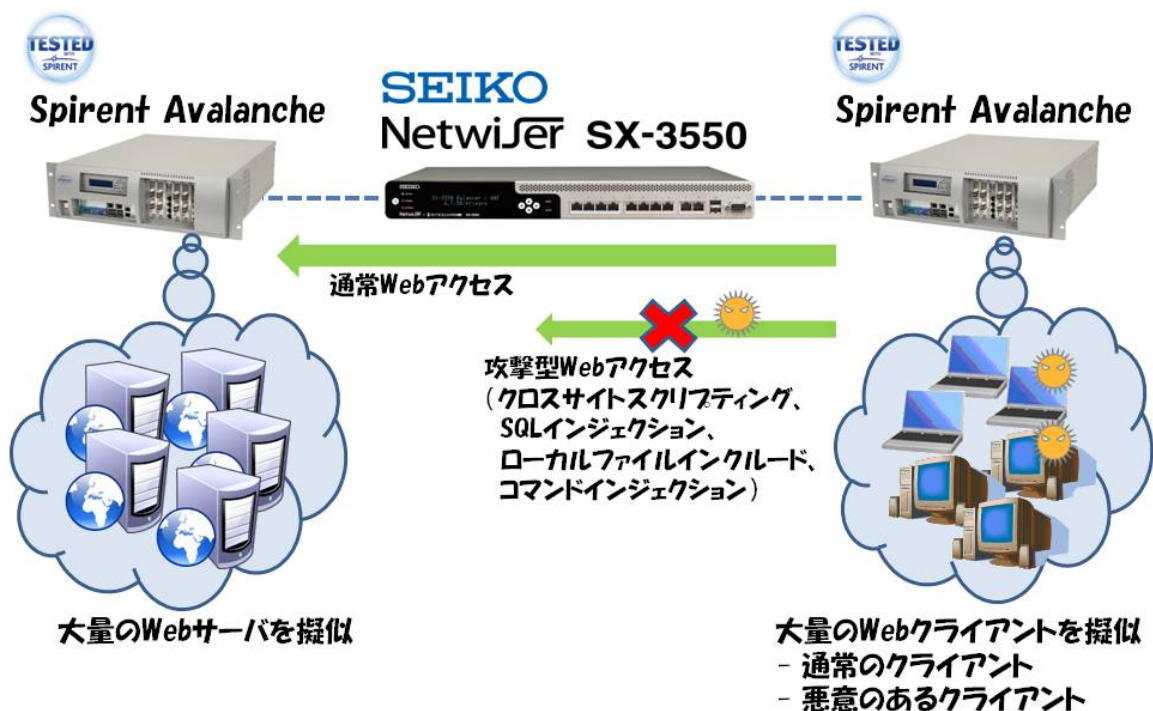 TESTED
WITH
SPIRENT
Spirent Avalanche
SEIKO
Netwiser SX-3550
TESTED
WITH
SPIRENT
Spirent Avalanche
SEIKO
通常Webアクセス
攻撃型Webアクセス
(クロスサイトスクリプティング、
SQLインジェクション、
ローカルファイルインクルード、
コマンドインジェクション)
大量のWebサーバを擬似
大量のWebクライアントを擬似
- 通常のクライアント
- 悪意のあるクライアント